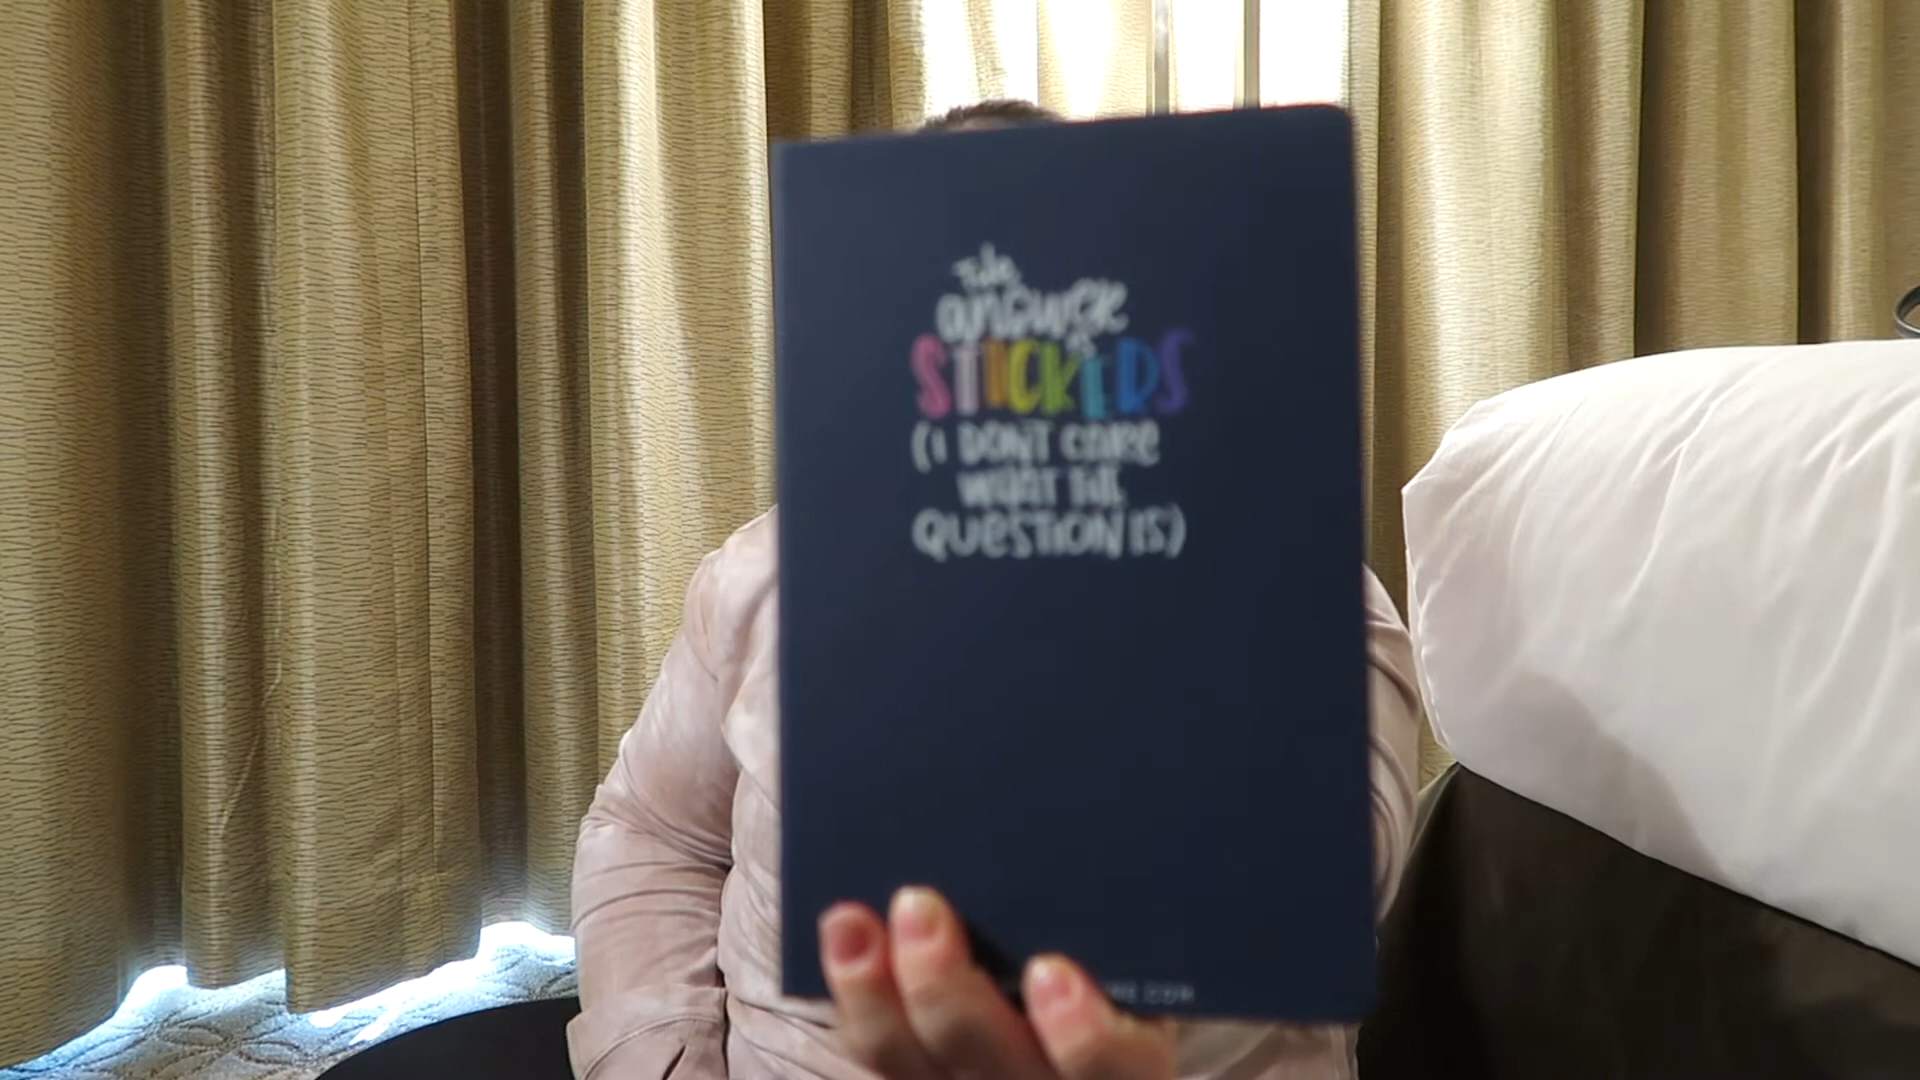 The
answer
is
STICKERS
(I DON'T CARE
WHAT THE
QUESTION IS)